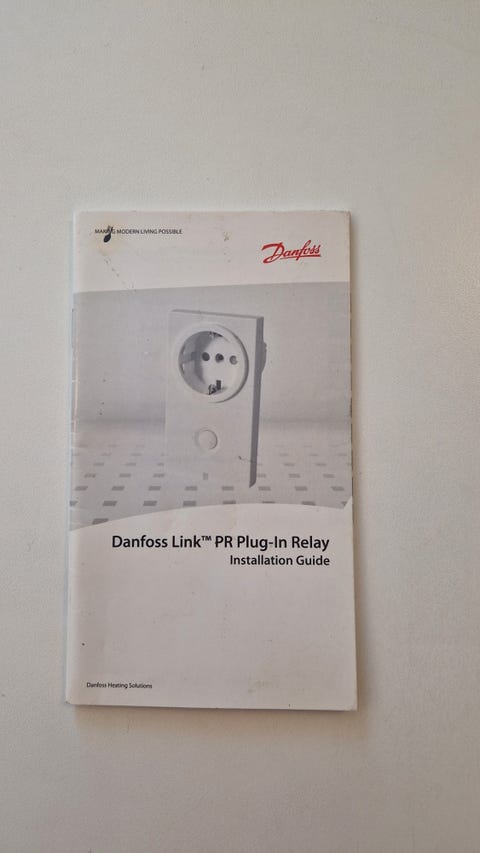 MAKING MODERN LIVING POSSIBLE
Danfoss
Danfoss Link™ PR Plug-In Relay
Installation Guide
Danfoss Heating Solutions